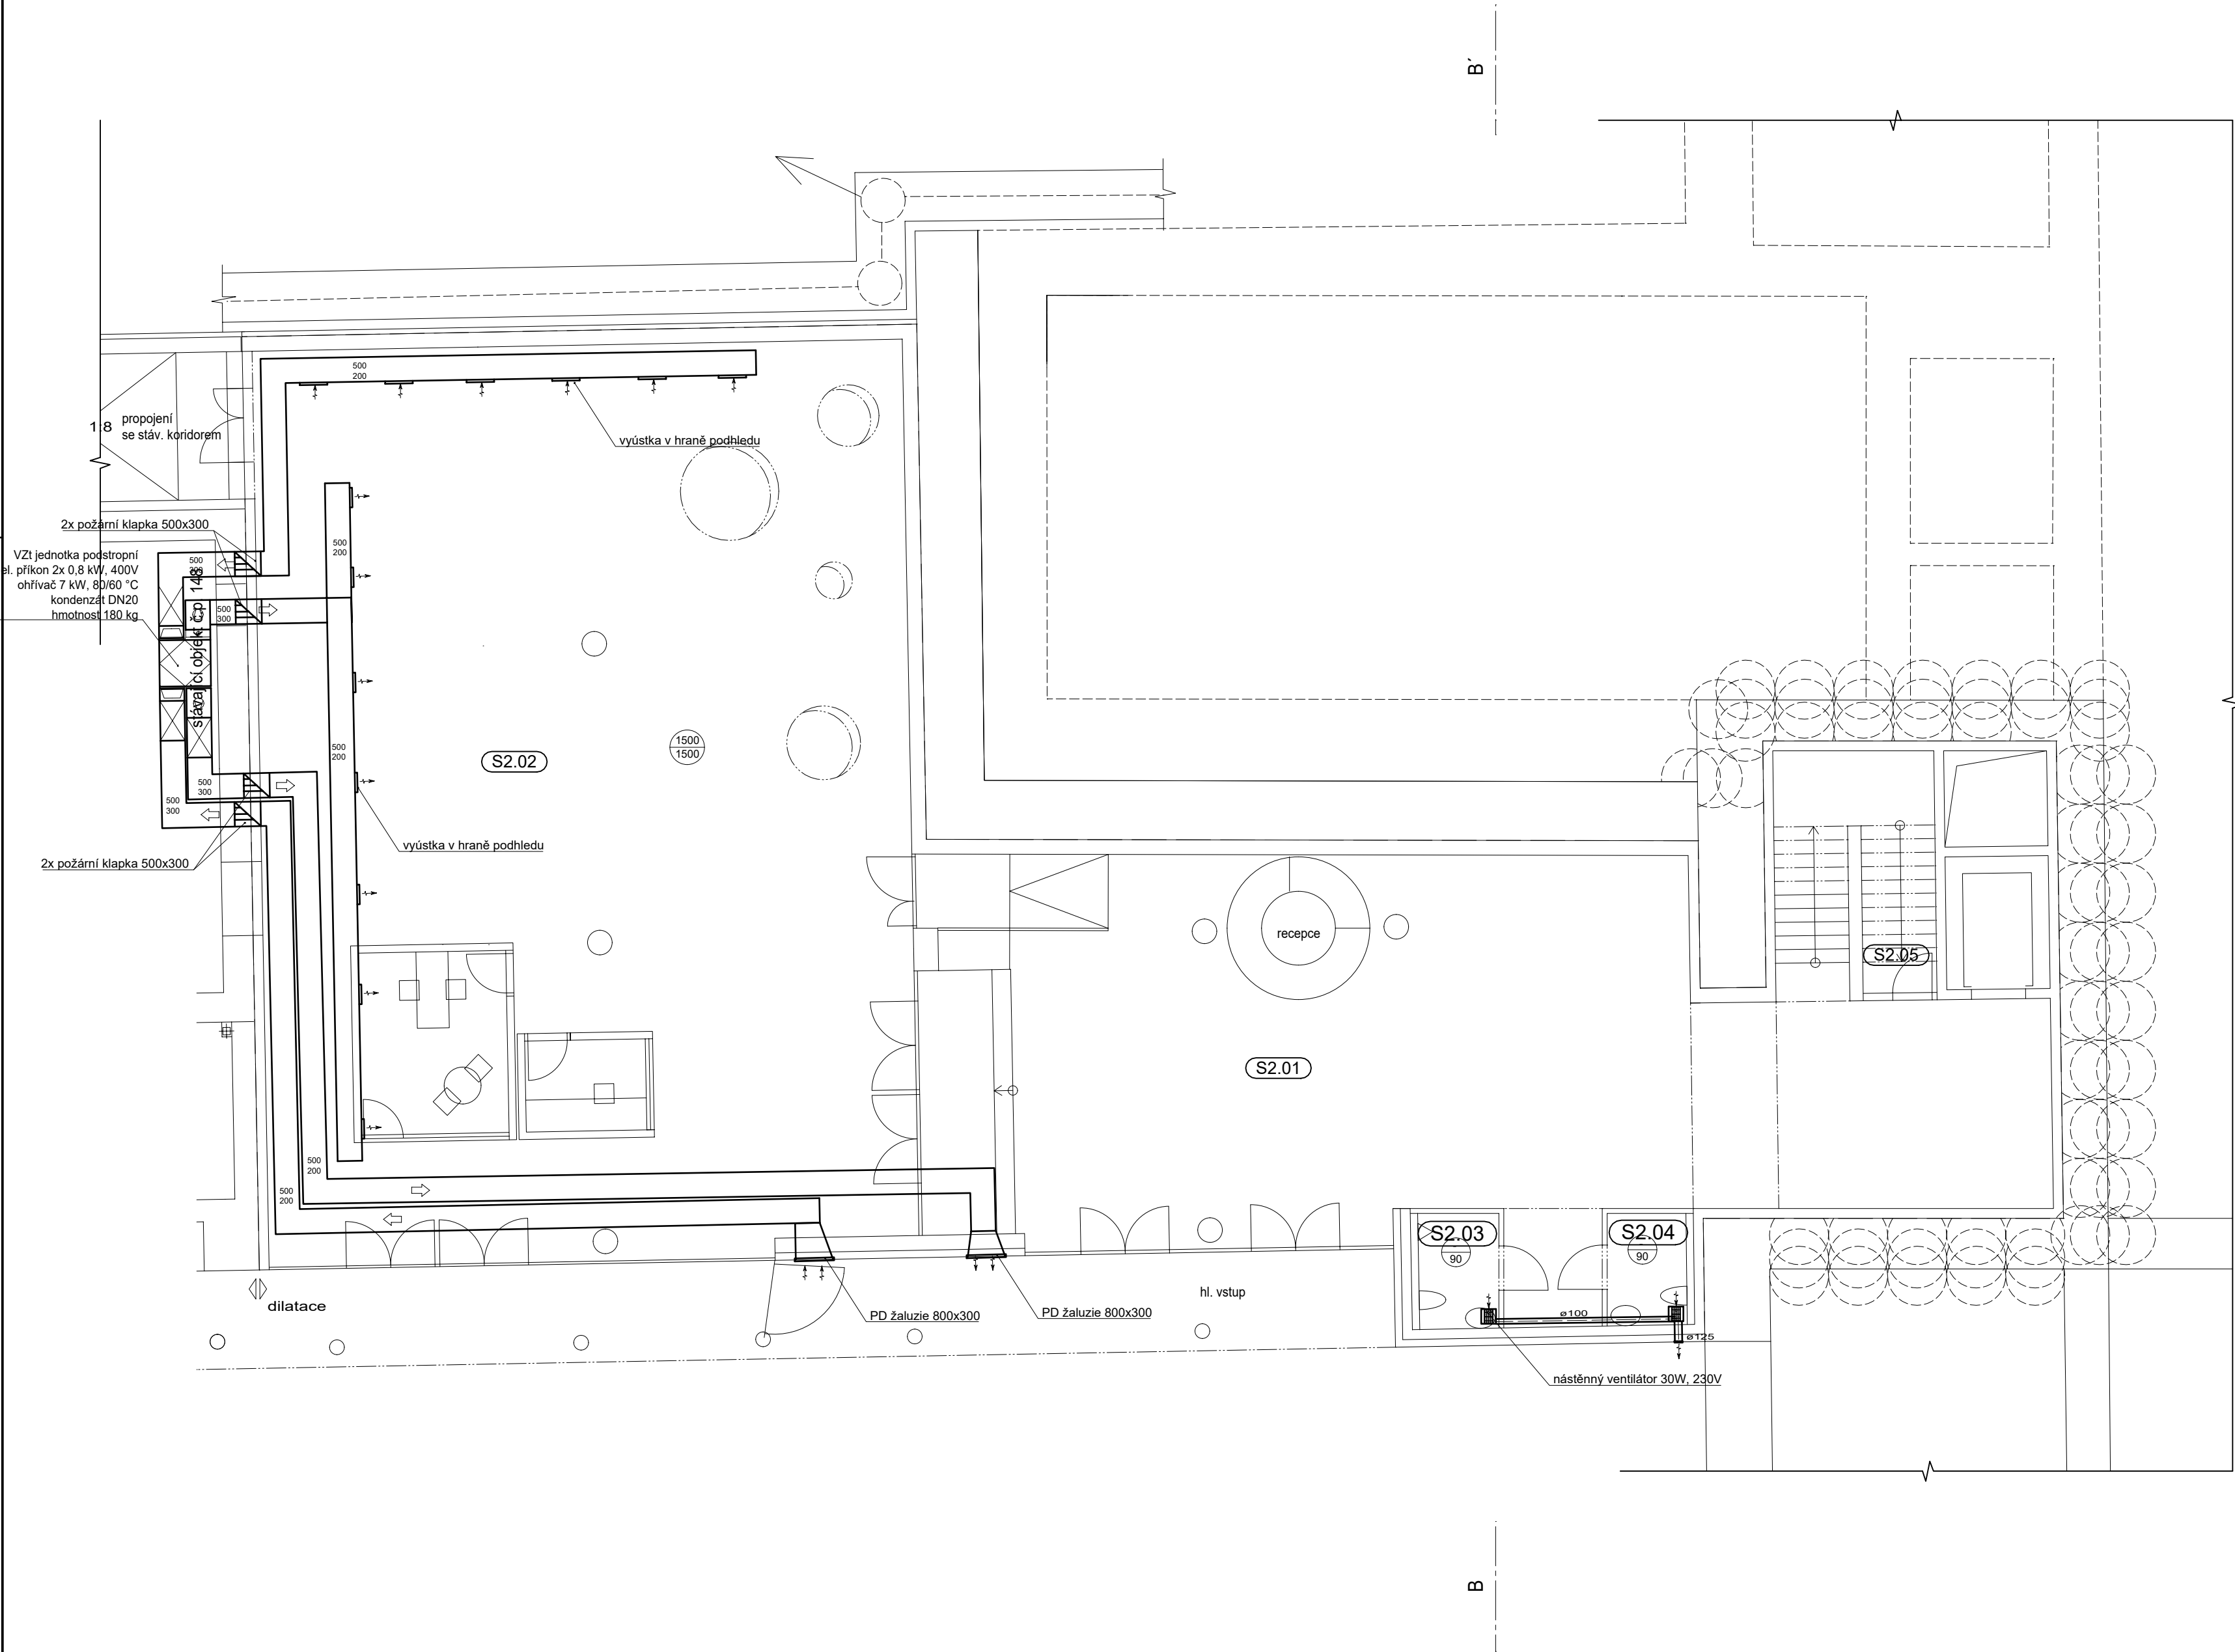 B´
500
200
1:8
propojení
se stáv. koridorem
vyústka v hraně podhledu
2x požární klapka 500x300
VZt jednotka podstropní
el. příkon 2x 0,8 kW, 400V
ohřívač 7 kW, 80/60 °C
kondenzát DN20
hmotnost 180 kg
500
300
500
300
500
200
stávající objekt č.p. 148
S2.02
1500
1500
500
200
500
300
500
300
vyústka v hraně podhledu
2x požární klapka 500x300
recepce
S2.05
S2.01
500
200
500
200
S2.03
90
S2.04
90
dilatace
hl. vstup
PD žaluzie 800x300
PD žaluzie 800x300
ø100
ø125
nástěnný ventilátor 30W, 230V
B